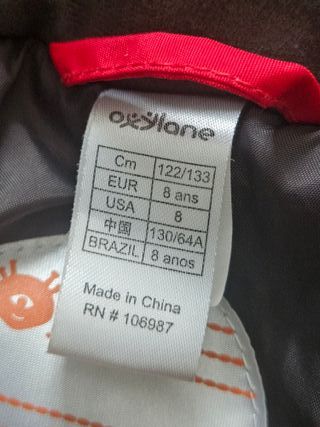 oxylane
Cm 122/133
EUR 8 ans
USA 8
中国 130/64A
BRAZIL 8 anos
Made in China
RN # 106987